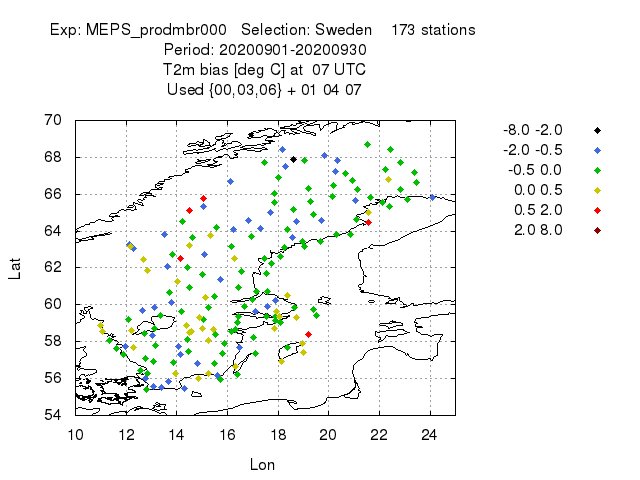 Exp: MEPS_prodmbr000 Selection: Sweden 173 stations
Period: 20200901-20200930
T2m bias [deg C] at 07 UTC
Used {00,03,06} + 01 04 07
70
68
66
64
62
60
58
56
54
10 12 14 16 18 20 22 24
Lat
Lon
-8.0 -2.0
-2.0 -0.5
-0.5 0.0
0.0 0.5
0.5 2.0
2.0 8.0